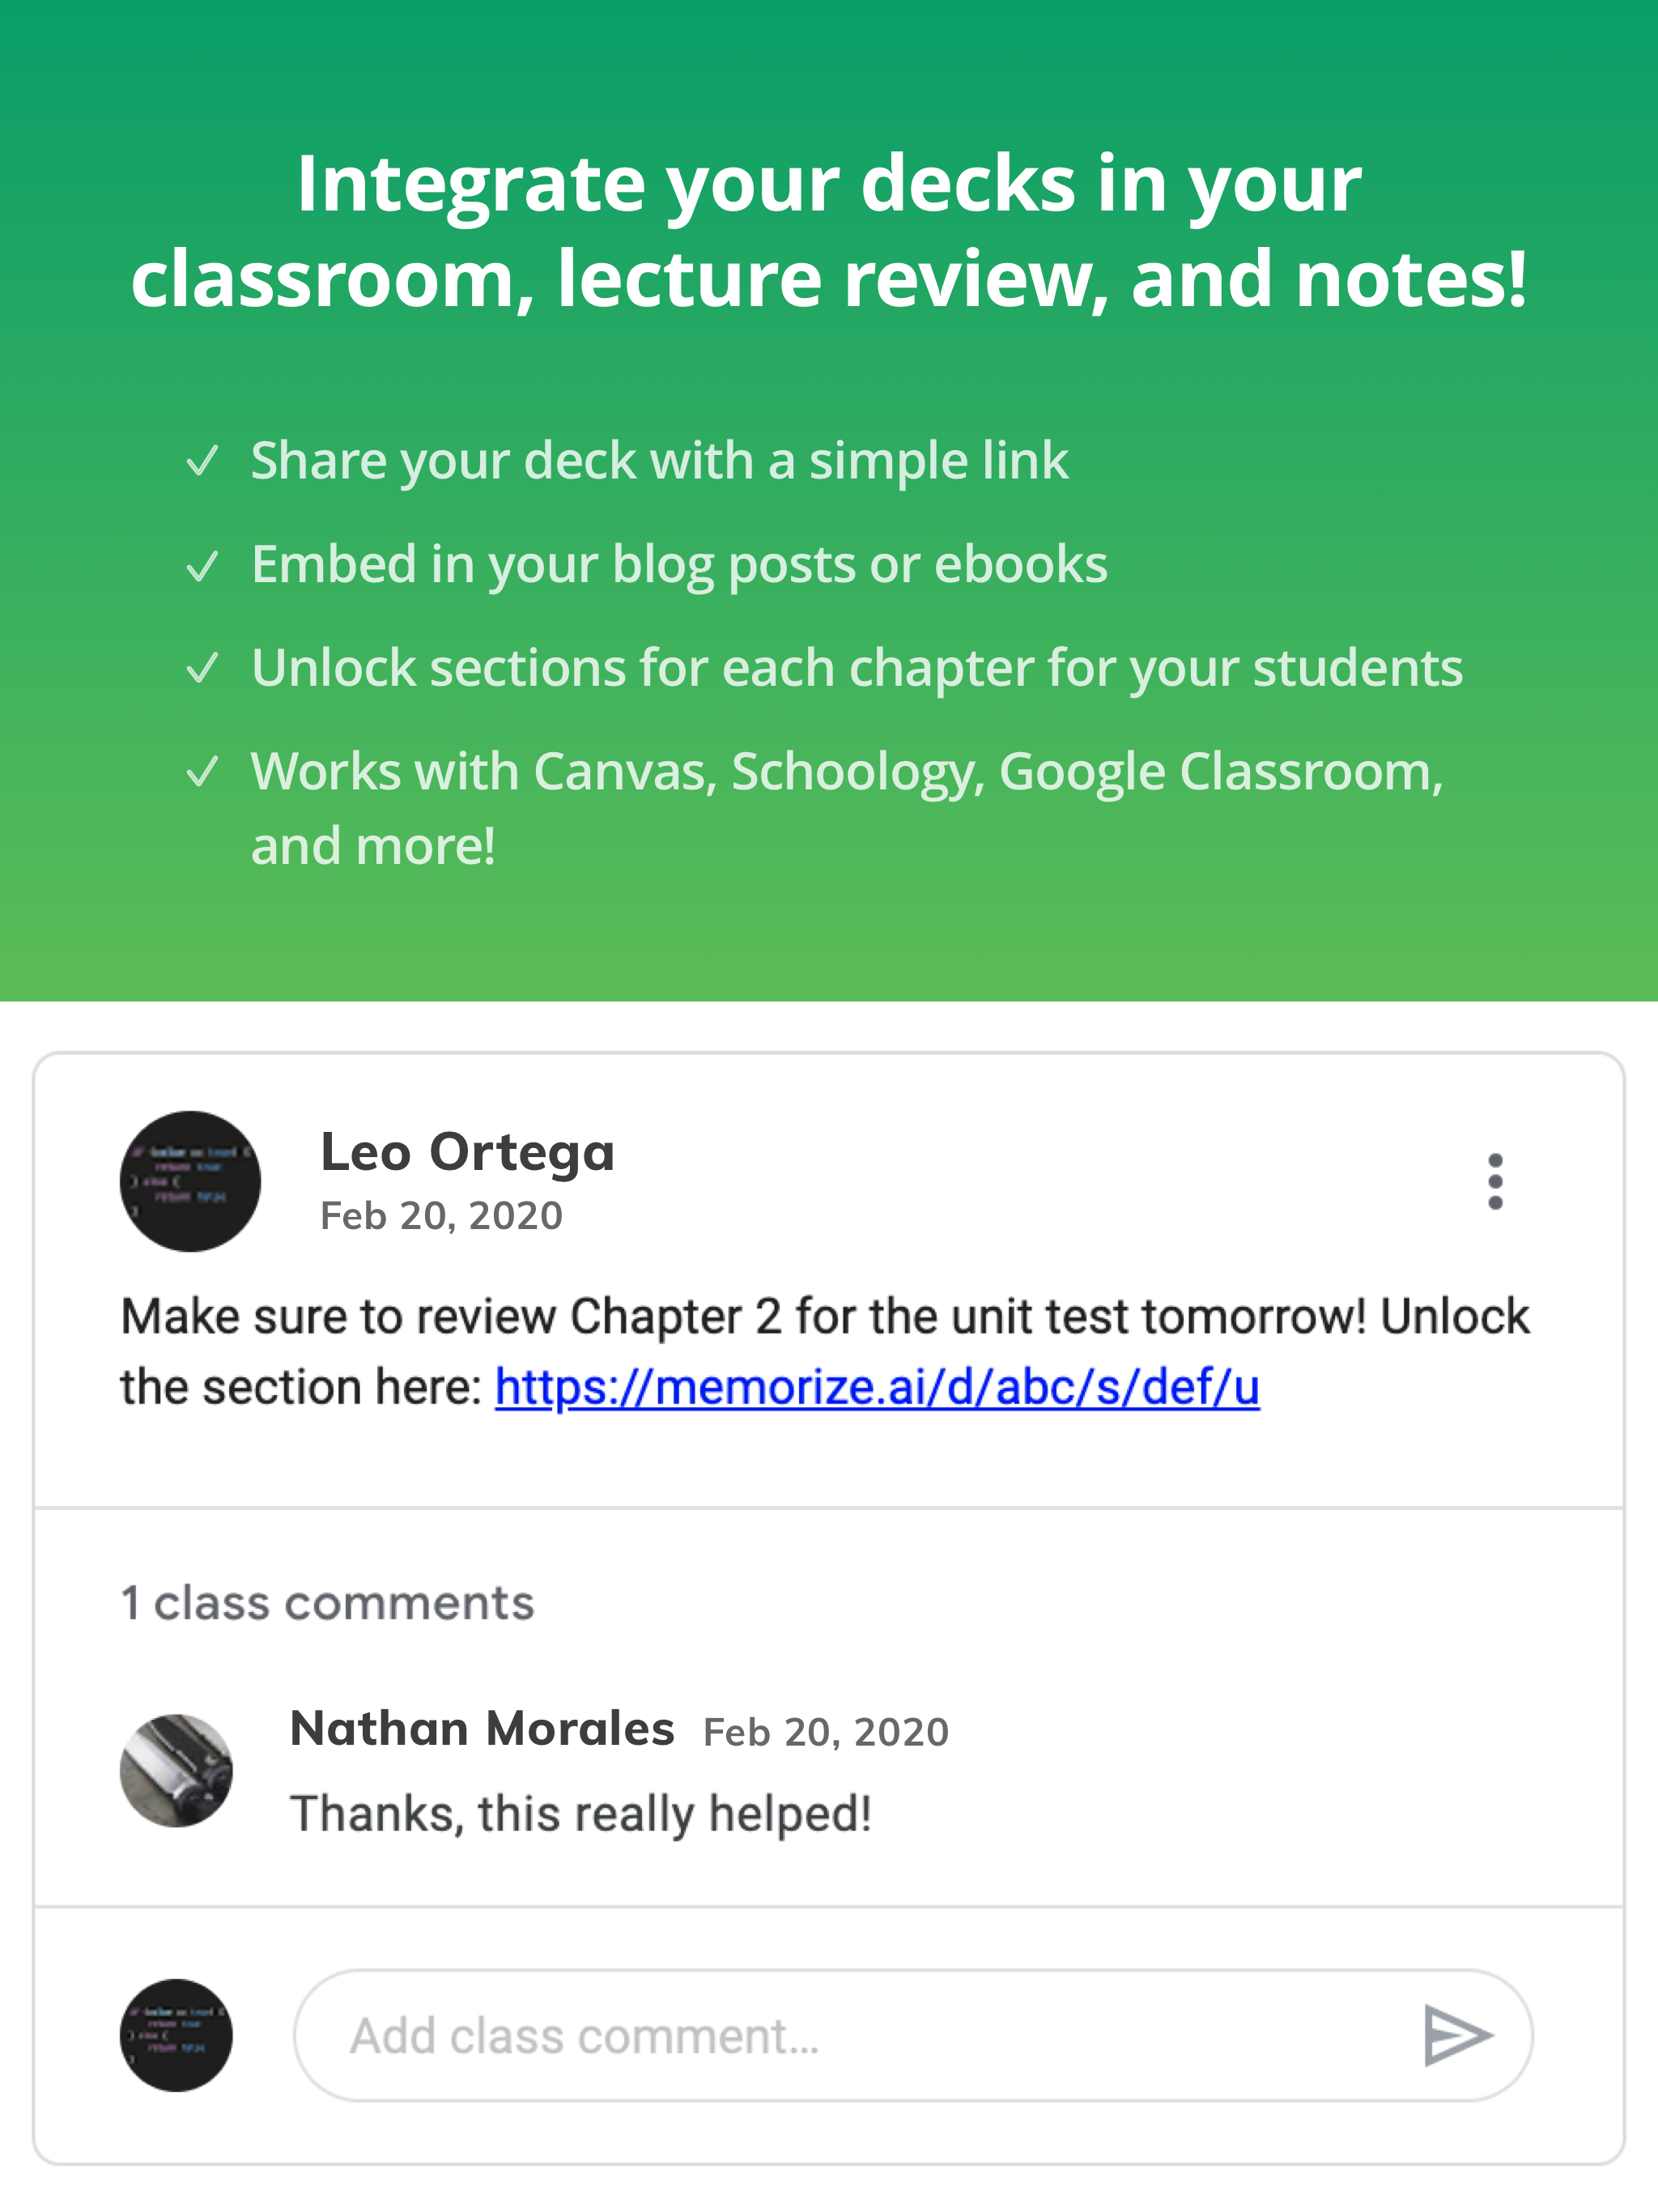 Integrate your decks in your
classroom, lecture review, and notes!
Share your deck with a simple link
Embed in your blog posts or ebooks
Unlock sections for each chapter for your students
Works with Canvas, Schoology, Google Classroom,
and more!
Leo Ortega
Feb 20, 2020
Make sure to review Chapter 2 for the unit test tomorrow! Unlock
the section here: https://memorize.ai/d/abc/s/def/u
1 class comments
Nathan Morales Feb 20, 2020
Thanks, this really helped!
Add class comment...